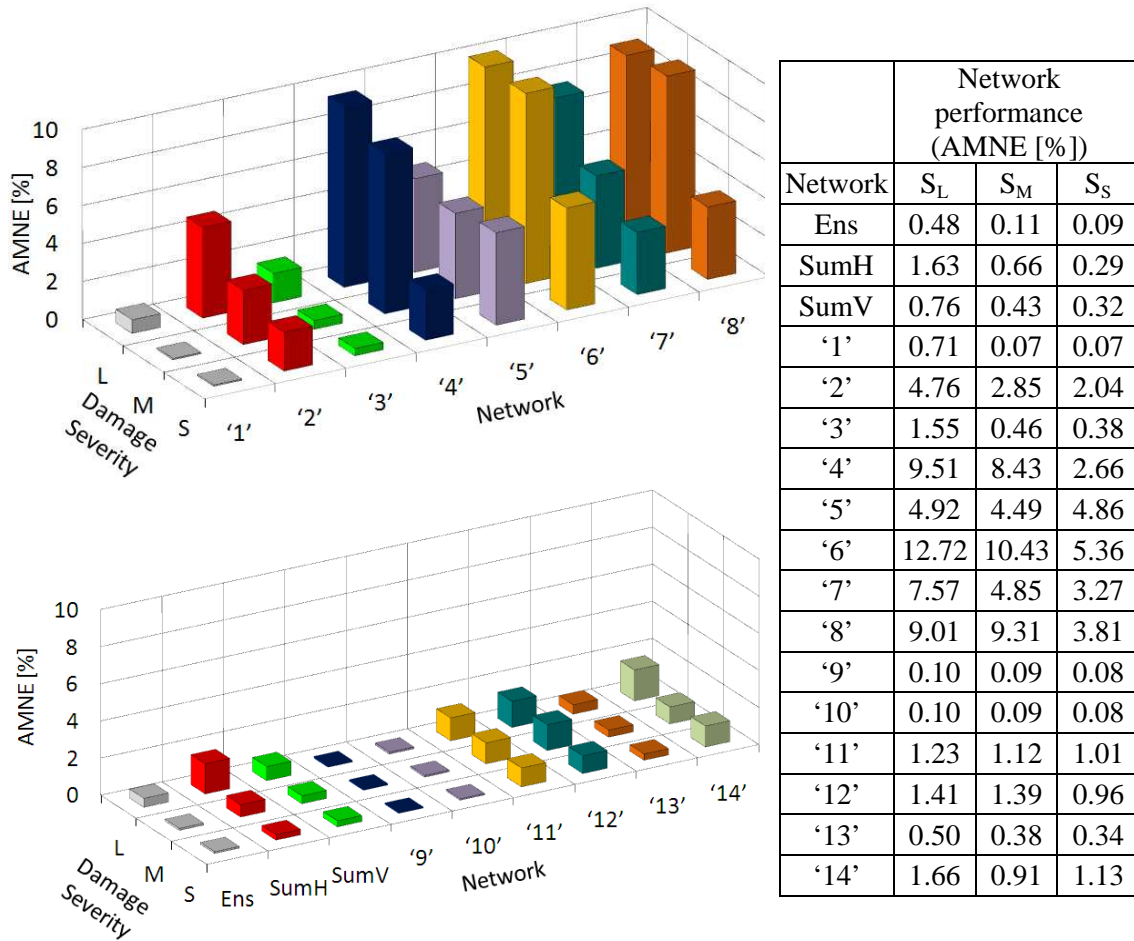 10
8
6
4
2
0
AMNE [%]
L
M
S
Damage
Severity
‘1’
‘2’
‘3’
‘4’
‘5’
‘6’
‘7’
‘8’
Network
10
8
6
4
2
0
AMNE [%]
L
M
S
Damage
Severity
Ens
SumH
SumV
‘9’
‘10’
‘11’
‘12’
‘13’
‘14’
Network
Network
performance
(AMNE [%])
Network S_L S_M S_S
Ens 0.48 0.11 0.09
SumH 1.63 0.66 0.29
SumV 0.76 0.43 0.32
‘1’ 0.71 0.07 0.07
‘2’ 4.76 2.85 2.04
‘3’ 1.55 0.46 0.38
‘4’ 9.51 8.43 2.66
‘5’ 4.92 4.49 4.86
‘6’ 12.72 10.43 5.36
‘7’ 7.57 4.85 3.27
‘8’ 9.01 9.31 3.81
‘9’ 0.10 0.09 0.08
‘10’ 0.10 0.09 0.08
‘11’ 1.23 1.12 1.01
‘12’ 1.41 1.39 0.96
‘13’ 0.50 0.38 0.34
‘14’ 1.66 0.91 1.13